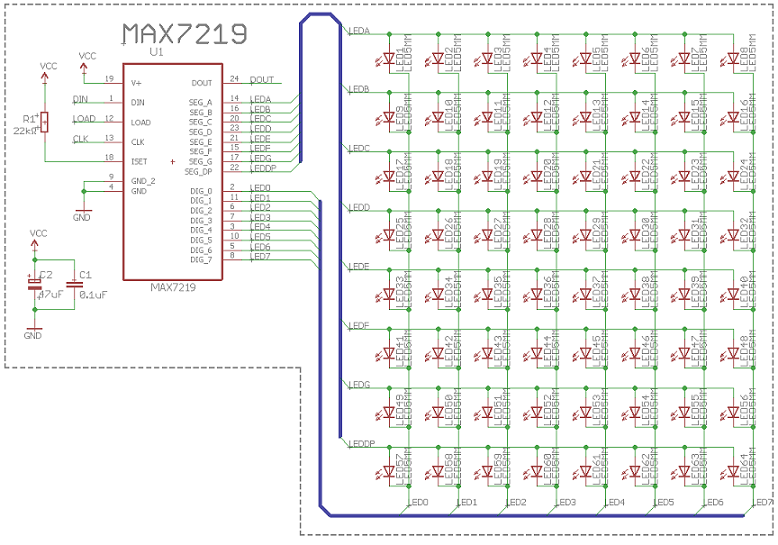 MAX7219
U1
VCC
VCC
19 V+
DOUT 24 DOUT
DIN 1 DIN
LOAD 12 LOAD
CLK 13 CLK
18 ISET
R1
22kΩ
9 GND_2
4 GND
GND
SEG_A 14 LEDA
SEG_B 16 LEDB
SEG_C 20 LEDC
SEG_D 23 LEDD
SEG_E 21 LEDE
SEG_F 15 LEDF
SEG_G 17 LEDG
SEG_DP 22 LEDDP
DIG_0 2 LED0
DIG_1 11 LED1
DIG_2 6 LED2
DIG_3 7 LED3
DIG_4 3 LED4
DIG_5 10 LED5
DIG_6 5 LED6
DIG_7 8 LED7
MAX7219
VCC
C2
47uF
C1
0.1uF
GND
LEDA
LED1 LED2 LED3 LED4 LED5 LED6 LED7 LED8
LED5MM LED5MM LED5MM LED5MM LED5MM LED5MM LED5MM LED5MM
LEDB
LED9 LED10 LED11 LED12 LED13 LED14 LED15 LED16
LED5MM LED5MM LED5MM LED5MM LED5MM LED5MM LED5MM LED5MM
LEDC
LED17 LED18 LED19 LED20 LED21 LED22 LED23 LED24
LED5MM LED5MM LED5MM LED5MM LED5MM LED5MM LED5MM LED5MM
LEDD
LED25 LED26 LED27 LED28 LED29 LED30 LED31 LED32
LED5MM LED5MM LED5MM LED5MM LED5MM LED5MM LED5MM LED5MM
LEDE
LED33 LED34 LED35 LED36 LED37 LED38 LED39 LED40
LED5MM LED5MM LED5MM LED5MM LED5MM LED5MM LED5MM LED5MM
LEDF
LED41 LED42 LED43 LED44 LED45 LED46 LED47 LED48
LED5MM LED5MM LED5MM LED5MM LED5MM LED5MM LED5MM LED5MM
LEDG
LED49 LED50 LED51 LED52 LED53 LED54 LED55 LED56
LED5MM LED5MM LED5MM LED5MM LED5MM LED5MM LED5MM LED5MM
LEDDP
LED57 LED58 LED59 LED60 LED61 LED62 LED63 LED64
LED5MM LED5MM LED5MM LED5MM LED5MM LED5MM LED5MM LED5MM
LED0 LED1 LED2 LED3 LED4 LED5 LED6 LED7